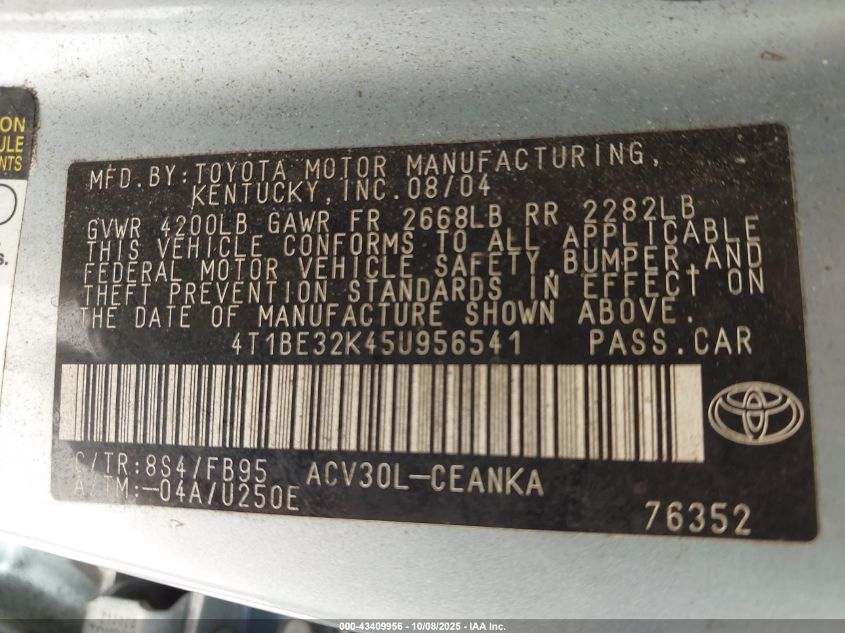 ON
ULE
NTS
s.
MFD. BY: TOYOTA MOTOR MANUFACTURING,
KENTUCKY, INC. 08/04
GVWR 4200LB GAWR FR 2668LB RR 2282LB
THIS VEHICLE CONFORMS TO ALL APPLICABLE
FEDERAL MOTOR VEHICLE SAFETY, BUMPER, AND
THEFT PREVENTION STANDARDS IN EFFECT ON
THE DATE OF MANUFACTURE SHOWN ABOVE.
4T1BE32K45U956541 PASS. CAR
C/TR: 8S4/FB95 ACV30L-CEANKA
A/TM: -04A/U250E
76352
000-43409956 - 10/08/2025 - IAA Inc.